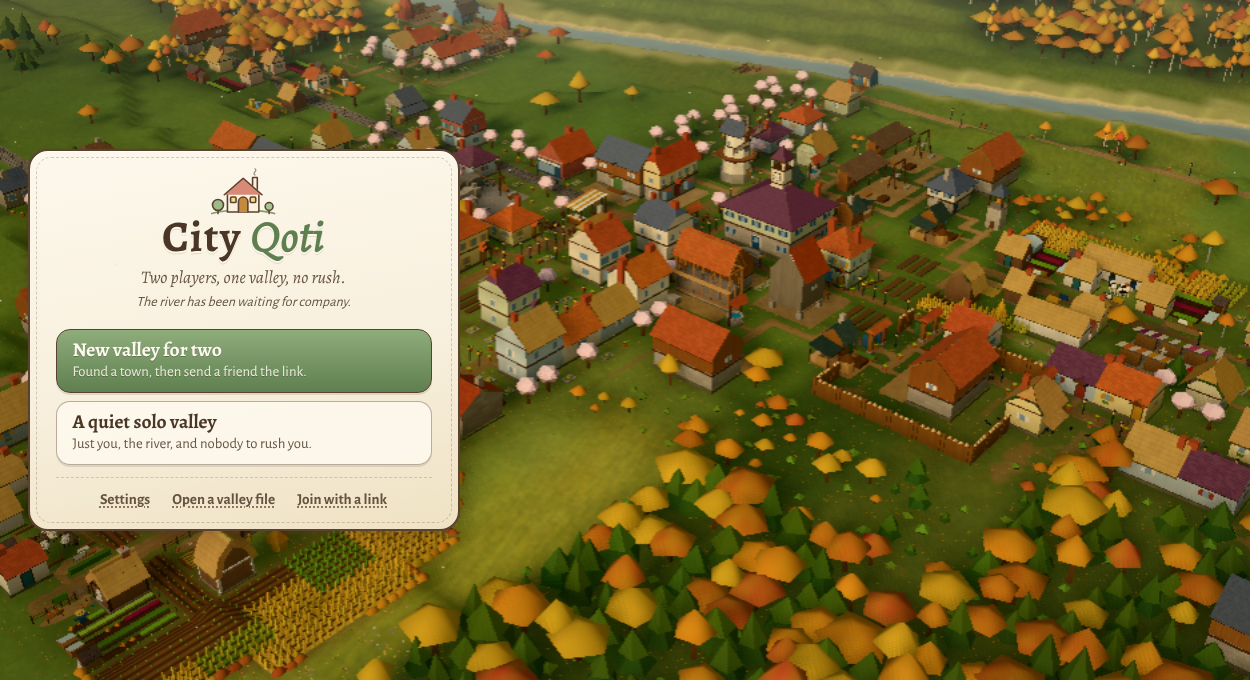 City Qoti
Two players, one valley, no rush.
The river has been waiting for company.
New valley for two
Found a town, then send a friend the link.
A quiet solo valley
Just you, the river, and nobody to rush you.
Settings Open a valley file Join with a link